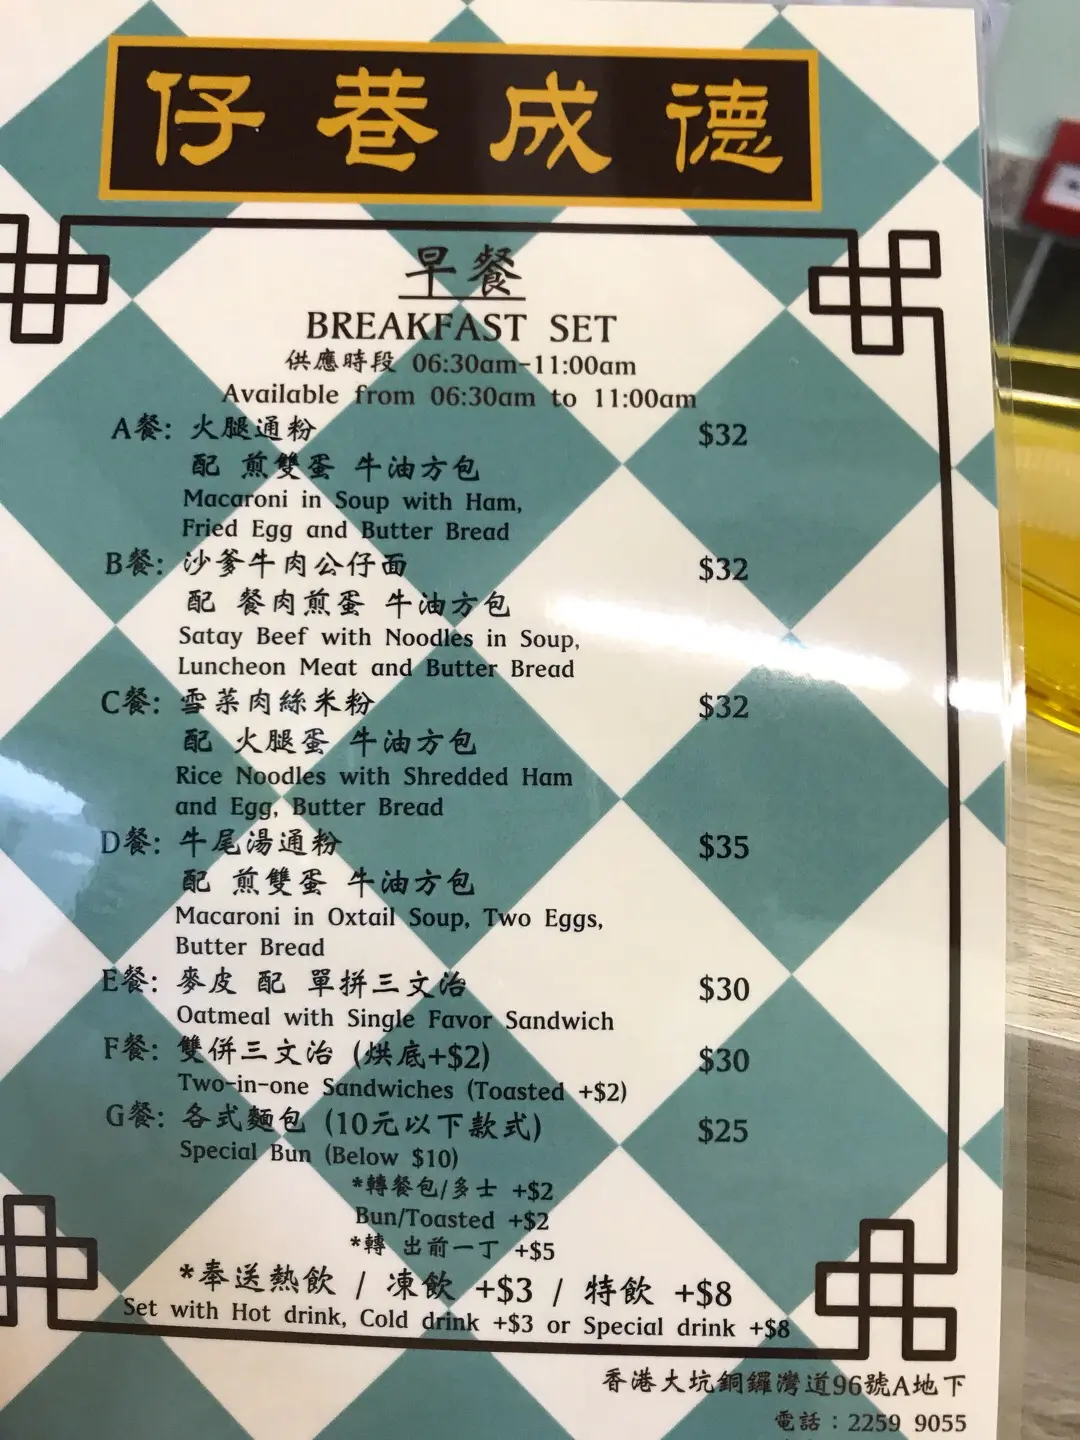 仔巷成德
早餐
BREAKFAST SET
供應時段 06:30am-11:00am
Available from 06:30am to 11:00am
A餐: 火腿通粉 $32
配 煎雙蛋 牛油方包
Macaroni in Soup with Ham,
Fried Egg and Butter Bread
B餐: 沙爹牛肉公仔面 $32
配 餐肉煎蛋 牛油方包
Satay Beef with Noodles in Soup,
Luncheon Meat and Butter Bread
C餐: 雪菜肉絲米粉 $32
配 火腿蛋 牛油方包
Rice Noodles with Shredded Ham
and Egg, Butter Bread
D餐: 牛尾湯通粉 $35
配 煎雙蛋 牛油方包
Macaroni in Oxtail Soup, Two Eggs,
Butter Bread
E餐: 麥皮 配 單拼三文治 $30
Oatmeal with Single Favor Sandwich
F餐: 雙併三文治 (烘底+$2) $30
Two-in-one Sandwiches (Toasted +$2)
G餐: 各式麵包 (10元以下款式) $25
Special Bun (Below $10)
*轉餐包/多士 +$2
Bun/Toasted +$2
*轉 出前一丁 +$5
*奉送熱飲 / 凍飲 +$3 / 特飲 +$8
Set with Hot drink, Cold drink +$3 or Special drink +$8
香港大坑銅鑼灣道96號A地下
電話：2259 9055